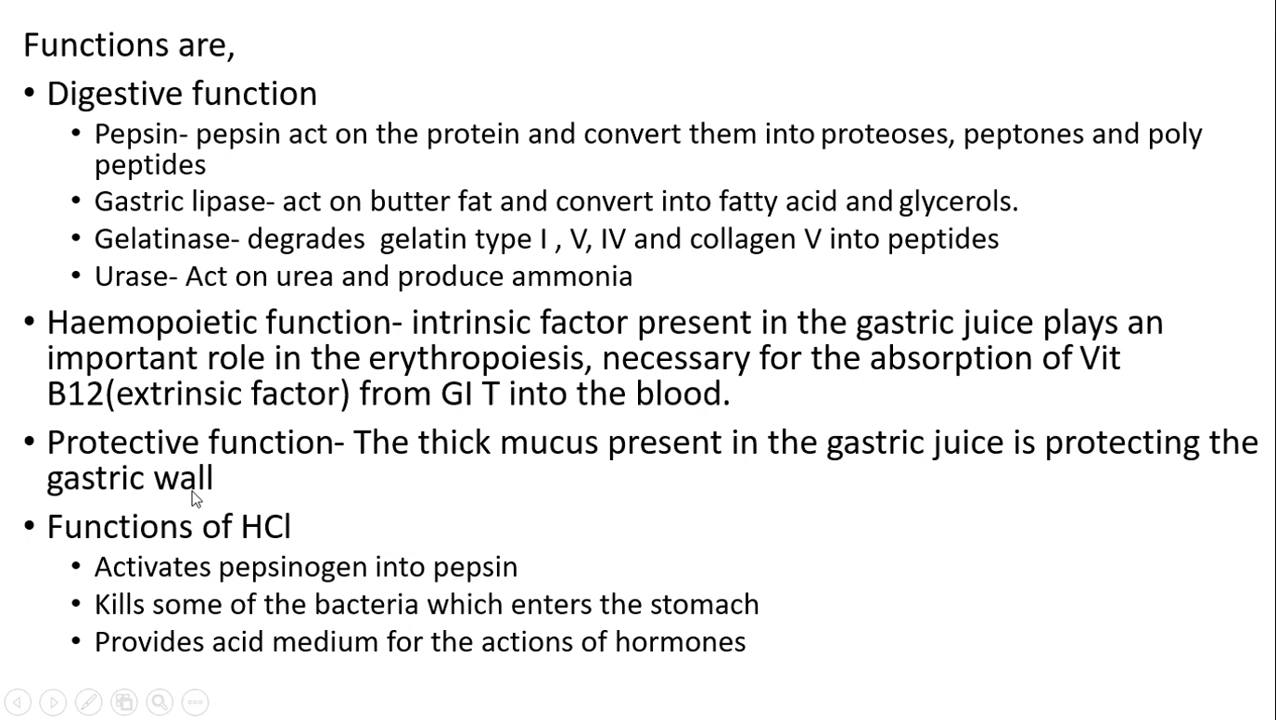 Functions are,
• Digestive function
• Pepsin- pepsin act on the protein and convert them into proteoses, peptones and poly
peptides
• Gastric lipase- act on butter fat and convert into fatty acid and glycerols.
• Gelatinase- degrades  gelatin type I , V, IV and collagen V into peptides
• Urase- Act on urea and produce ammonia
• Haemopoietic function- intrinsic factor present in the gastric juice plays an
important role in the erythropoiesis, necessary for the absorption of Vit
B12(extrinsic factor) from GI T into the blood.
• Protective function- The thick mucus present in the gastric juice is protecting the
gastric wall
• Functions of HCl
• Activates pepsinogen into pepsin
• Kills some of the bacteria which enters the stomach
• Provides acid medium for the actions of hormones